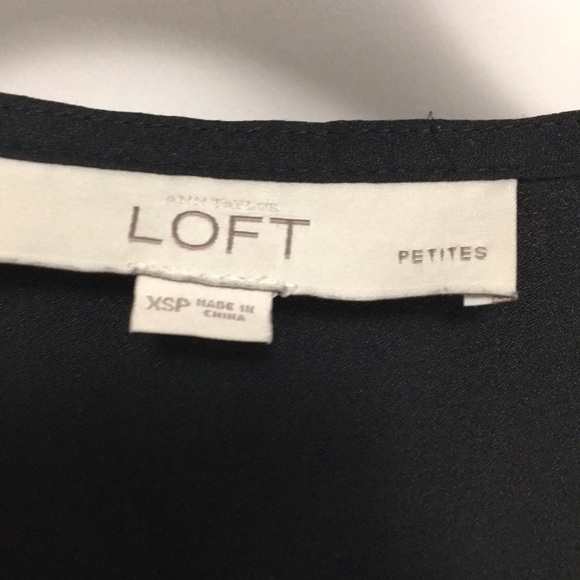 ANN TAYLOR
LOFT
PETITES
XSP MADE IN
CHINA